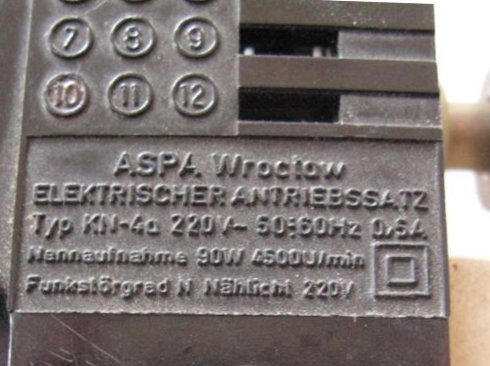 7 8 9
10 11 12
ASPA Wrocław
ELEKTRISCHER ANTRIEBSSATZ
Typ KN-4a 220V~ 50÷60Hz 0,5A
Nennaufnahme 90W 4500U/min
Funkstörgrad N Nählicht 220V